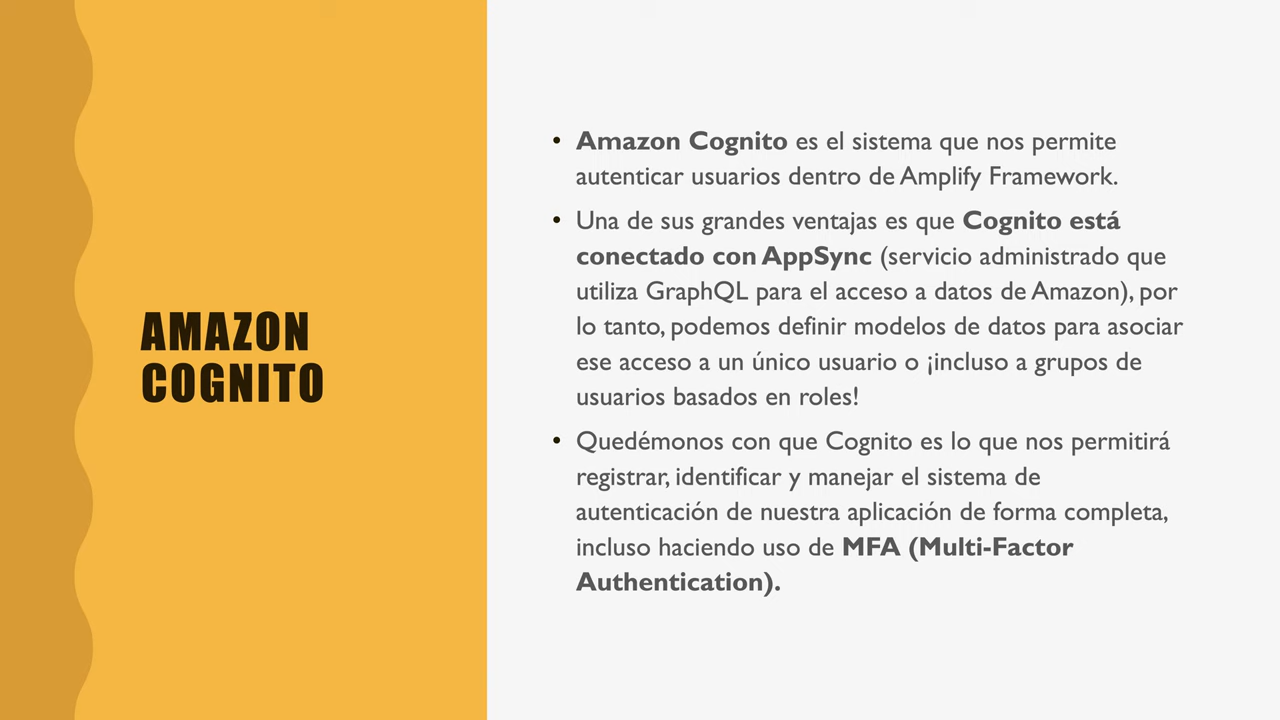 AMAZON
COGNITO
• Amazon Cognito es el sistema que nos permite
autenticar usuarios dentro de Amplify Framework.
• Una de sus grandes ventajas es que Cognito está
conectado con AppSync (servicio administrado que
utiliza GraphQL para el acceso a datos de Amazon), por
lo tanto, podemos definir modelos de datos para asociar
ese acceso a un único usuario o ¡incluso a grupos de
usuarios basados en roles!
• Quedémonos con que Cognito es lo que nos permitirá
registrar, identificar y manejar el sistema de
autenticación de nuestra aplicación de forma completa,
incluso haciendo uso de MFA (Multi-Factor
Authentication).